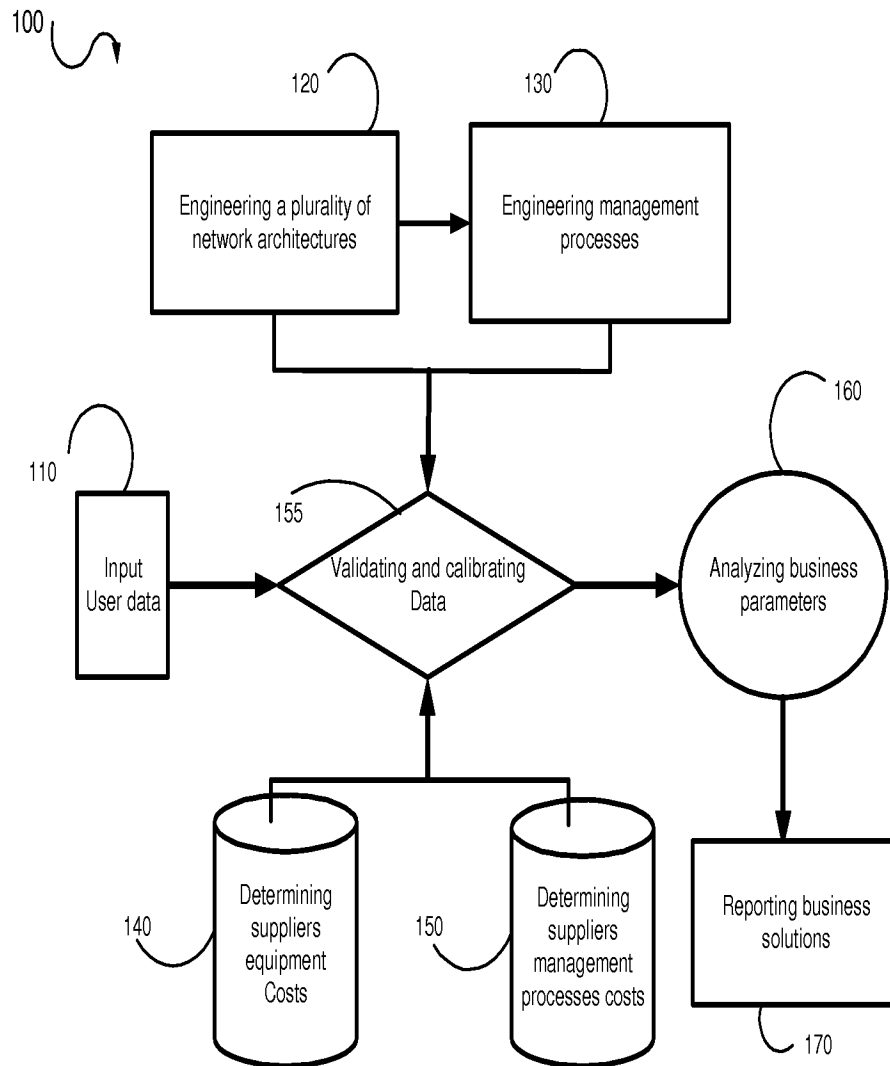 100
120
130
Engineering a plurality of
network architectures
Engineering management
processes
160
110
155
Input
User data
Validating and calibrating
Data
Analyzing business
parameters
140
Determining
suppliers
equipment
Costs
150
Determining
suppliers
management
processes costs
Reporting business
solutions
170